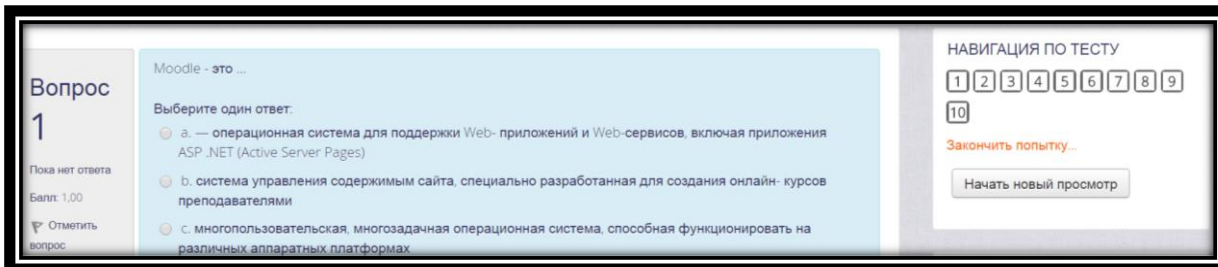 Вопрос
1
Пока нет ответа
Балл: 1,00
Отметить
вопрос
Moodle - это ...
Выберите один ответ:
a. — операционная система для поддержки Web- приложений и Web-сервисов, включая приложения
ASP .NET (Active Server Pages)
b. система управления содержимым сайта, специально разработанная для создания онлайн- курсов
преподавателями
c. многопользовательская, многозадачная операционная система, способная функционировать на
различных аппаратных платформах
НАВИГАЦИЯ ПО ТЕСТУ
1 2 3 4 5 6 7 8 9
10
Закончить попытку...
Начать новый просмотр